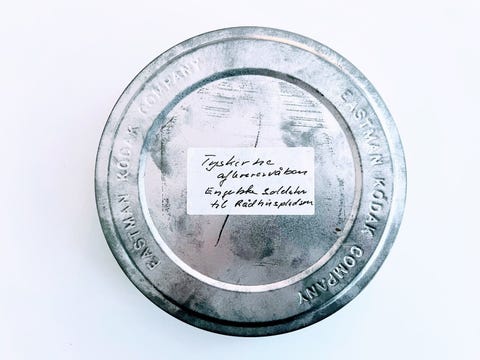 EASTMAN KODAK COMPANY
EASTMAN KODAK COMPANY
Tyskerne
afleverer våben
Engelske soldater
til Rådhuspladsen